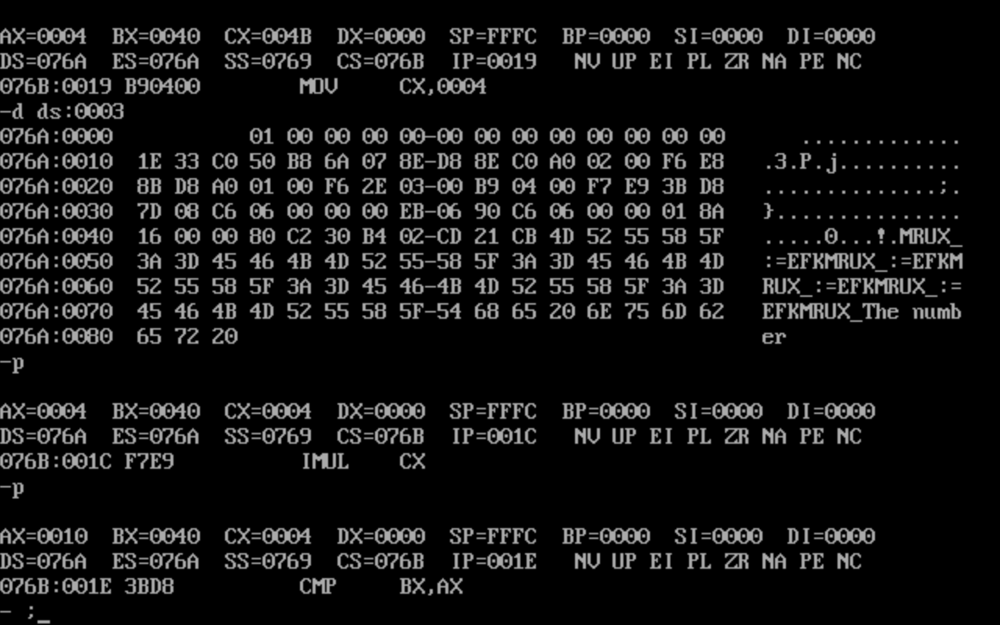 AX=0004  BX=0040  CX=004B  DX=0000  SP=FFFC  BP=0000  SI=0000  DI=0000
DS=076A  ES=076A  SS=0769  CS=076B  IP=0019   NV UP EI PL ZR NA PE NC
076B:0019 B90400        MOV     CX,0004
-d ds:0003
076A:0000           01 00 00 00 00-00 00 00 00 00 00 00 00      .............
076A:0010  1E 33 C0 50 B8 6A 07 8E-D8 8E C0 A0 02 00 F6 E8   .3.P.j..........
076A:0020  8B D8 A0 01 00 F6 2E 03-00 B9 04 00 F7 E9 3B D8   ..............;.
076A:0030  7D 08 C6 06 00 00 00 EB-06 90 C6 06 00 00 01 8A   }...............
076A:0040  16 00 00 80 C2 30 B4 02-CD 21 CB 4D 52 55 58 5F   .....0...!.MRUX_
076A:0050  3A 3D 45 46 4B 4D 52 55-58 5F 3A 3D 45 46 4B 4D   :=EFKMRUX_:=EFKM
076A:0060  52 55 58 5F 3A 3D 45 46-4B 4D 52 55 58 5F 3A 3D   RUX_:=EFKMRUX_:=
076A:0070  45 46 4B 4D 52 55 58 5F-54 68 65 20 6E 75 6D 62   EFKMRUX_The numb
076A:0080  65 72 20                                          er
-p
AX=0004  BX=0040  CX=0004  DX=0000  SP=FFFC  BP=0000  SI=0000  DI=0000
DS=076A  ES=076A  SS=0769  CS=076B  IP=001C   NV UP EI PL ZR NA PE NC
076B:001C F7E9          IMUL    CX
-p
AX=0010  BX=0040  CX=0004  DX=0000  SP=FFFC  BP=0000  SI=0000  DI=0000
DS=076A  ES=076A  SS=0769  CS=076B  IP=001E   NV UP EI PL ZR NA PE NC
076B:001E 3BD8          CMP     BX,AX
- ;_